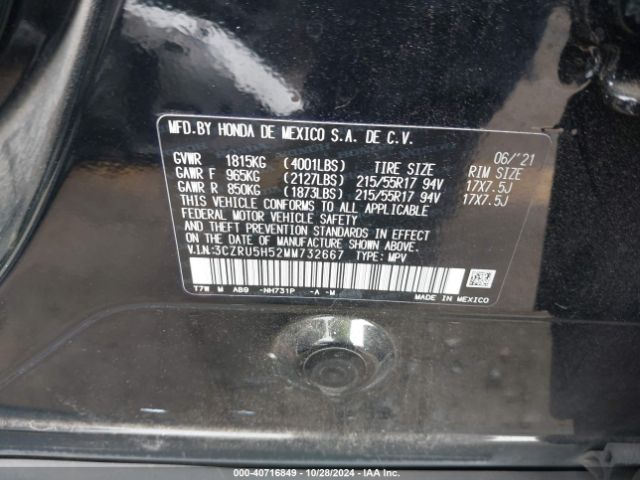 MFD.BY HONDA DE MEXICO S.A. DE C.V.
06/'21
GVWR 1815KG (4001LBS) TIRE SIZE RIM SIZE
GAWR F 965KG (2127LBS) 215/55R17 94V 17X7.5J
GAWR R 850KG (1873LBS) 215/55R17 94V 17X7.5J
THIS VEHICLE CONFORMS TO ALL APPLICABLE
FEDERAL MOTOR VEHICLE SAFETY
AND THEFT PREVENTION STANDARDS IN
EFFECT ON THE DATE OF
MANUFACTURE SHOWN ABOVE.
V.I.N:3CZRU5H52MM732667 TYPE: MPV
T7W M AB9 -NH731P -A -M
MADE IN MEXICO
000-40716849 | 10/28/2024 - IAA Inc.